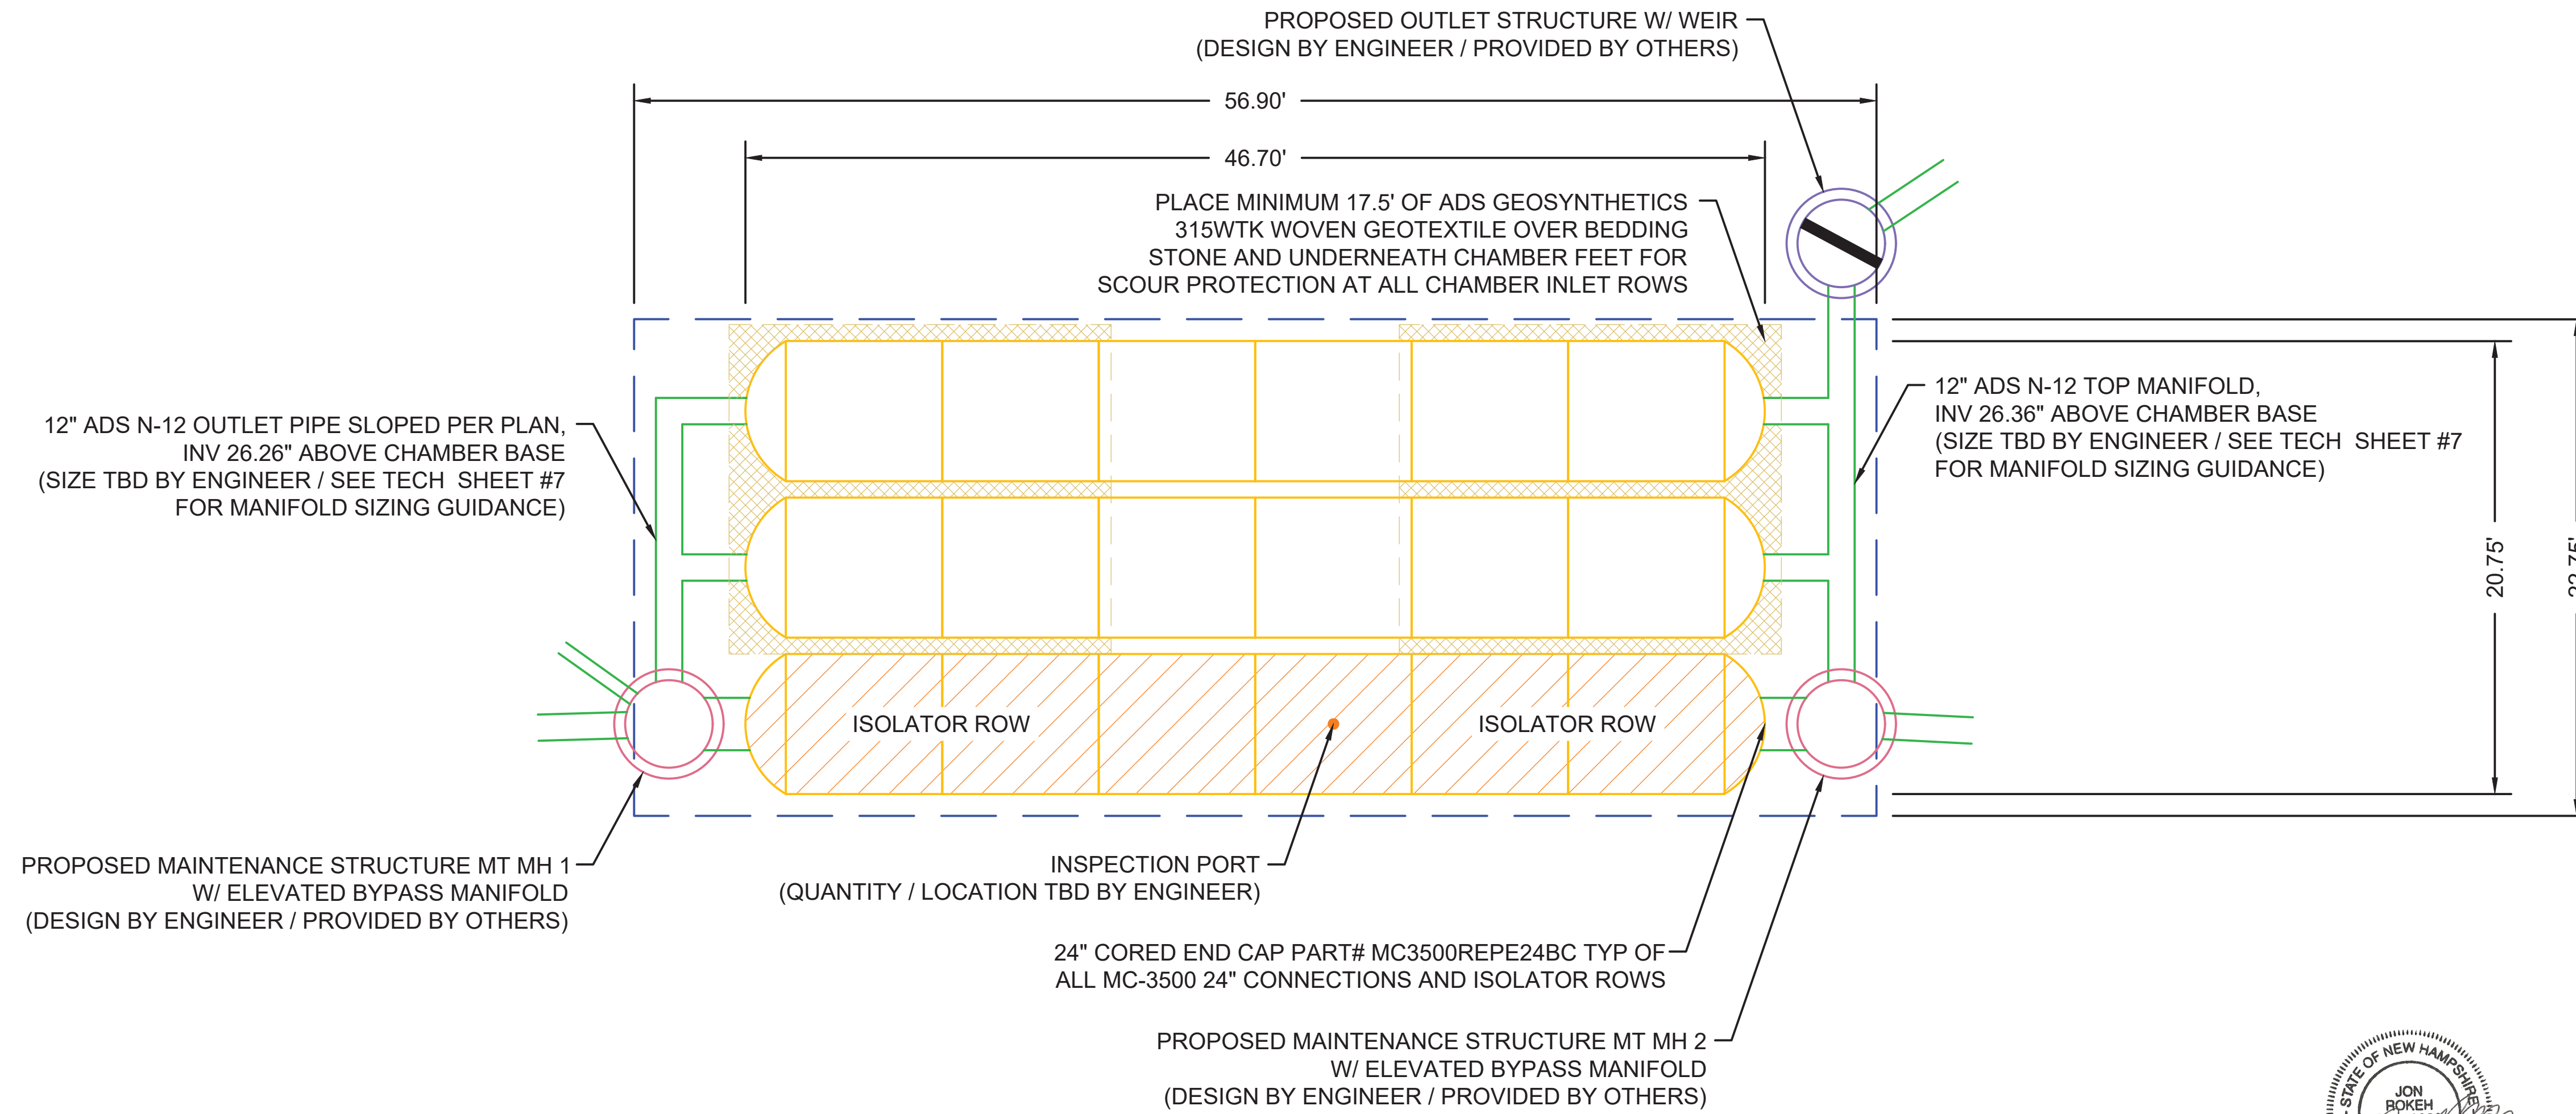 PROPOSED OUTLET STRUCTURE W/ WEIR
(DESIGN BY ENGINEER / PROVIDED BY OTHERS)
56.90'
46.70'
PLACE MINIMUM 17.5' OF ADS GEOSYNTHETICS
315WTK WOVEN GEOTEXTILE OVER BEDDING
STONE AND UNDERNEATH CHAMBER FEET FOR
SCOUR PROTECTION AT ALL CHAMBER INLET ROWS
12" ADS N-12 OUTLET PIPE SLOPED PER PLAN,
INV 26.26" ABOVE CHAMBER BASE
(SIZE TBD BY ENGINEER / SEE TECH SHEET #7
FOR MANIFOLD SIZING GUIDANCE)
12" ADS N-12 TOP MANIFOLD,
INV 26.36" ABOVE CHAMBER BASE
(SIZE TBD BY ENGINEER / SEE TECH SHEET #7
FOR MANIFOLD SIZING GUIDANCE)
20.75'
ISOLATOR ROW
ISOLATOR ROW
PROPOSED MAINTENANCE STRUCTURE MT MH 1
W/ ELEVATED BYPASS MANIFOLD
(DESIGN BY ENGINEER / PROVIDED BY OTHERS)
INSPECTION PORT
(QUANTITY / LOCATION TBD BY ENGINEER)
24" CORED END CAP PART# MC3500REPE24BC TYP OF
ALL MC-3500 24" CONNECTIONS AND ISOLATOR ROWS
PROPOSED MAINTENANCE STRUCTURE MT MH 2
W/ ELEVATED BYPASS MANIFOLD
(DESIGN BY ENGINEER / PROVIDED BY OTHERS)
STATE OF NEW HAMPSHIRE
JON
ROKEH